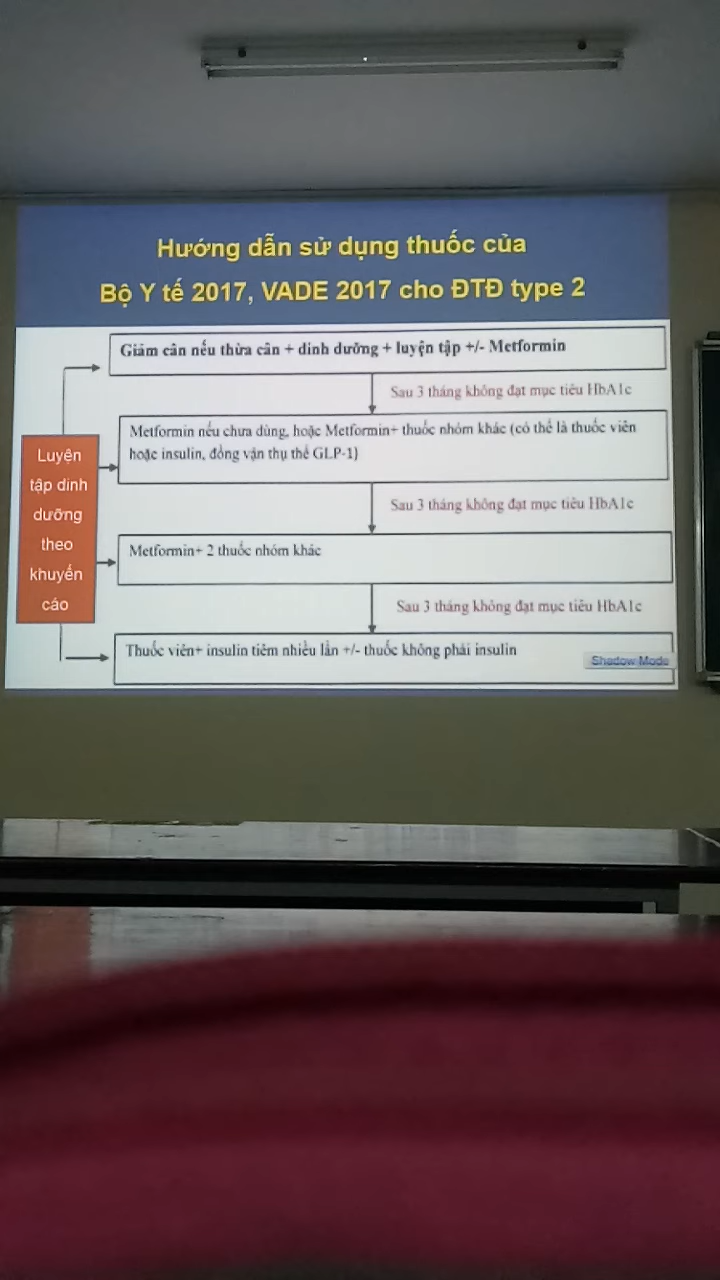 Hướng dẫn sử dụng thuốc của
Bộ Y tế 2017, VADE 2017 cho ĐTĐ type 2
Giảm cân nếu thừa cân + dinh dưỡng + luyện tập +/- Metformin
Sau 3 tháng không đạt mục tiêu HbA1c
Metformin nếu chưa dùng, hoặc Metformin+ thuốc nhóm khác (có thể là thuốc viên
hoặc insulin, đồng vận thụ thể GLP-1)
Luyện
tập dinh
dưỡng
theo
khuyến
cáo
Sau 3 tháng không đạt mục tiêu HbA1c
Metformin+ 2 thuốc nhóm khác
Sau 3 tháng không đạt mục tiêu HbA1c
Thuốc viên+ insulin tiêm nhiều lần +/- thuốc không phải insulin
Shadow Mode